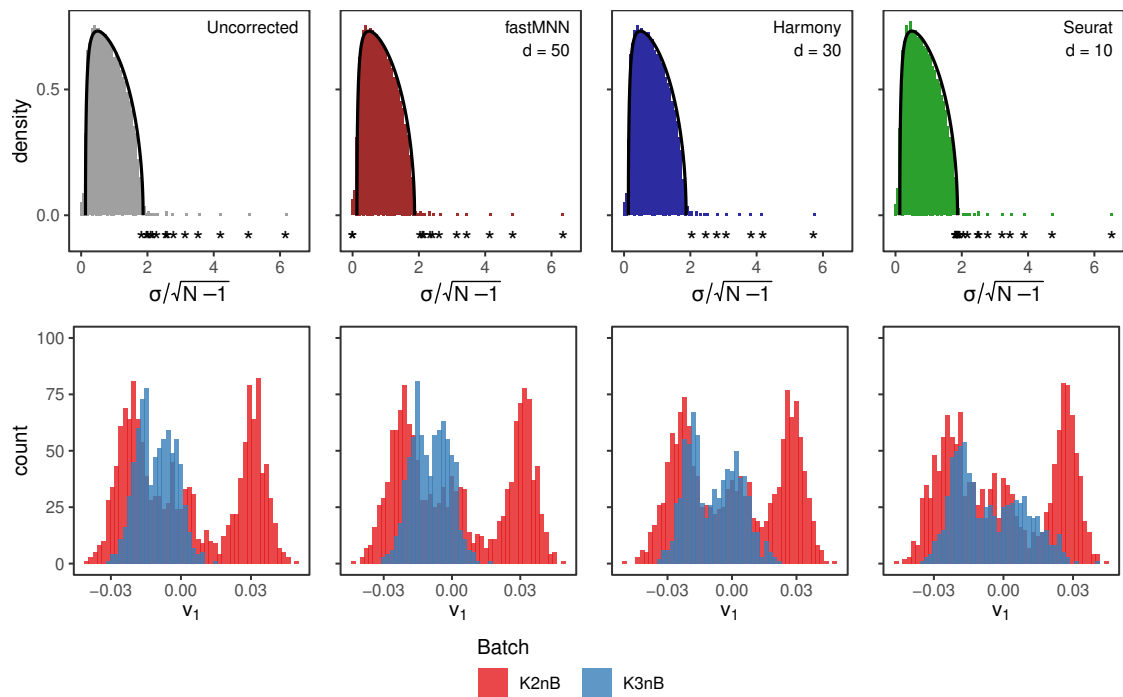 Uncorrected
fastMNN
d = 50
Harmony
d = 30
Seurat
d = 10
density
0.5
0.0
* * * * * * * * * * *
* * * * * * * * * *
* * * * * * * *
* * * * * * * * * *
0 2 4 6
0 2 4 6
0 2 4 6
0 2 4 6
σ/√N −1
σ/√N −1
σ/√N −1
σ/√N −1
count
100
75
50
25
0
−0.03 0.00 0.03
−0.03 0.00 0.03
−0.03 0.00 0.03
−0.03 0.00 0.03
v1
v1
v1
v1
Batch
K2nB K3nB